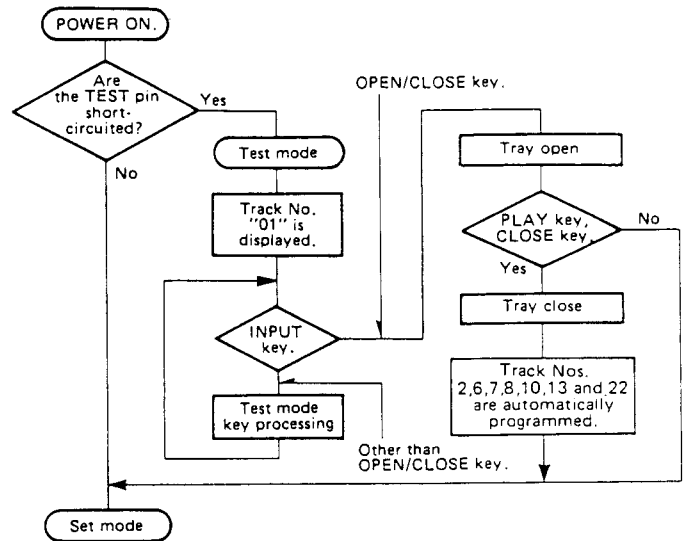 POWER ON.
Are
the TEST pin
short-
circuited?
Yes
No
Test mode
Track No.
"01" is
displayed.
INPUT
key.
Test mode
key processing
Other than
OPEN/CLOSE key.
OPEN/CLOSE key.
Tray open
PLAY key,
CLOSE key.
No
Yes
Tray close
Track Nos.
2,6,7,8,10,13 and 22
are automatically
programmed.
Set mode